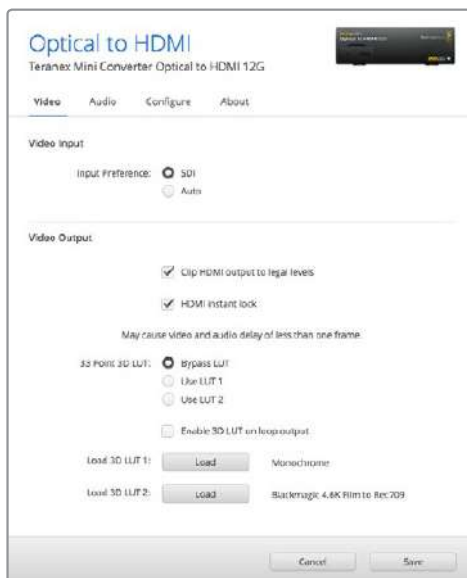 Optical to HDMI
Teranex Mini Converter Optical to HDMI 12G
Video Audio Configure About
Video Input
Input Preference: SDI
Auto
Video Output
Clip HDMI output to legal levels
HDMI instant lock
May cause video and audio delay of less than one frame
33 Point 3D LUT: Bypass LUT
Use LUT 1
Use LUT 2
Enable 3D LUT on loop output
Load 3D LUT 1: Load Monochrome
Load 3D LUT 2: Load Blackmagic 4.6K Film to Rec709
Cancel Save